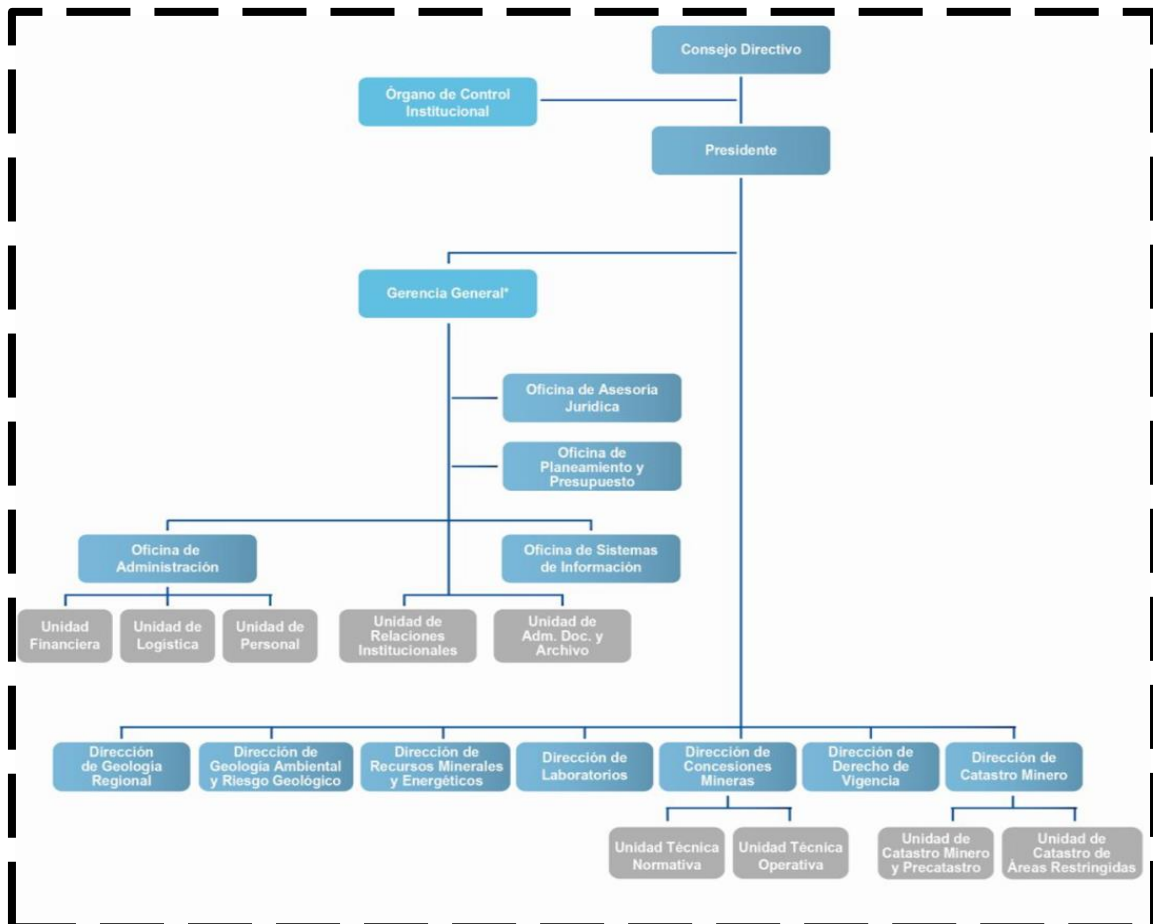 Consejo Directivo
Órgano de Control
Institucional
Presidente
Gerencia General*
Oficina de Asesoría
Jurídica
Oficina de
Planeamiento y
Presupuesto
Oficina de
Administración
Oficina de Sistemas
de Información
Unidad
Financiera
Unidad de
Logística
Unidad de
Personal
Unidad de
Relaciones
Institucionales
Unidad de
Adm. Doc. y
Archivo
Dirección
de Geología
Regional
Dirección de
Geología Ambiental
y Riesgo Geológico
Dirección de
Recursos Minerales
y Energéticos
Dirección de
Laboratorios
Dirección de
Concesiones
Mineras
Dirección de
Derecho de
Vigencia
Dirección de
Catastro Minero
Unidad Técnica
Normativa
Unidad Técnica
Operativa
Unidad de
Catastro Minero
y Precatastro
Unidad de
Catastro de
Áreas Restringidas